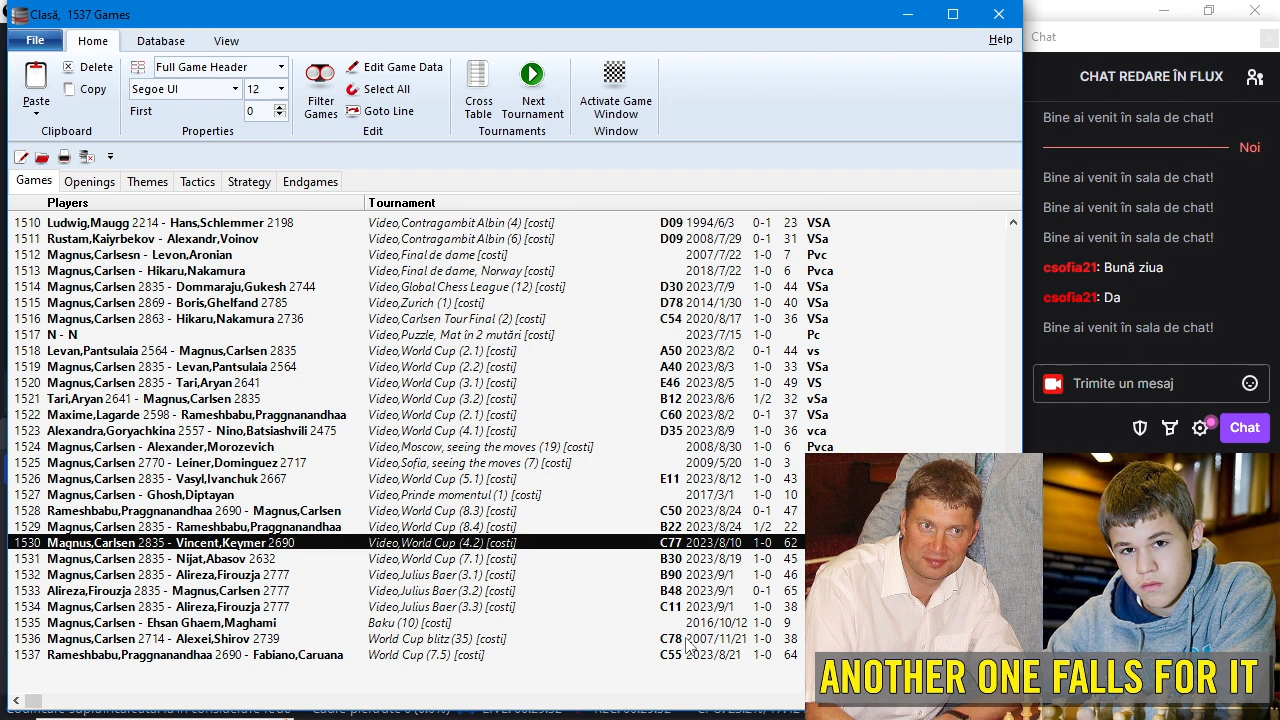 Clasă, 1537 Games
File Home Database View Help
Paste Delete Copy Clipboard
Full Game Header
Segoe UI 12
First 0
Properties
Filter Games Edit Game Data
Select All
Goto Line
Edit
Cross Table Next Tournament
Tournaments
Activate Game Window
Window
Games Openings Themes Tactics Strategy Endgames
Players Tournament
1510 Ludwig,Maugg 2214 - Hans,Schlemmer 2198 Video,Contragambit Albin (4) [costi] D09 1994/6/3 0-1 23 VSA
1511 Rustam,Kaiyrbekov - Alexandr,Voinov Video,Contragambit Albin (6) [costi] D09 2008/7/29 0-1 31 VSa
1512 Magnus,Carlsesn - Levon,Aronian Video,Final de dame [costi] 2007/7/22 1-0 7 Pvc
1513 Magnus,Carlsen - Hikaru,Nakamura Video,Final de dame, Norway [costi] 2018/7/22 1-0 6 Pvca
1514 Magnus,Carlsen 2835 - Dommaraju,Gukesh 2744 Video,Global Chess League (12) [costi] D30 2023/7/9 1-0 44 VSa
1515 Magnus,Carlsen 2869 - Boris,Ghelfand 2785 Video,Zurich (1) [costi] D78 2014/1/30 1-0 40 VSa
1516 Magnus,Carlsen 2863 - Hikaru,Nakamura 2736 Video,Carlsen Tour Final (2) [costi] C54 2020/8/17 1-0 36 VSa
1517 N - N Video,Puzzle, Mat în 2 mutări [costi] 2023/7/15 1-0 Pc
1518 Levan,Pantsulaia 2564 - Magnus,Carlsen 2835 Video,World Cup (2.1) [costi] A50 2023/8/2 0-1 44 vs
1519 Magnus,Carlsen 2835 - Levan,Pantsulaia 2564 Video,World Cup (2.2) [costi] A40 2023/8/3 1-0 33 VSa
1520 Magnus,Carlsen 2835 - Tari,Aryan 2641 Video,World Cup (3.1) [costi] E46 2023/8/5 1-0 49 VS
1521 Tari,Aryan 2641 - Magnus,Carlsen 2835 Video,World Cup (3.2) [costi] B12 2023/8/6 1/2 32 vSa
1522 Maxime,Lagarde 2598 - Rameshbabu,Praggnanandhaa Video,World Cup (2.1) [costi] C60 2023/8/2 0-1 37 VSa
1523 Alexandra,Goryachkina 2557 - Nino,Batsiashvili 2475 Video,World Cup (4.1) [costi] D35 2023/8/9 1-0 36 vca
1524 Magnus,Carlsen - Alexander,Morozevich Video,Moscow, seeing the moves (19) [costi] 2008/8/30 1-0 6 Pvca
1525 Magnus,Carlsen 2770 - Leiner,Dominguez 2717 Video,Sofia, seeing the moves (7) [costi] 2009/5/20 1-0 3
1526 Magnus,Carlsen 2835 - Vasyl,Ivanchuk 2667 Video,World Cup (5.1) [costi] E11 2023/8/12 1-0 43
1527 Magnus,Carlsen - Ghosh,Diptayan Video,Prinde momentul (1) [costi] 2017/3/1 1-0 10
1528 Rameshbabu,Praggnanandhaa 2690 - Magnus,Carlsen Video,World Cup (8.3) [costi] C50 2023/8/24 0-1 47
1529 Magnus,Carlsen 2835 - Rameshbabu,Praggnanandhaa Video,World Cup (8.4) [costi] B22 2023/8/24 1/2 22
1530 Magnus,Carlsen 2835 - Vincent,Keymer 2690 Video,World Cup (4.2) [costi] C77 2023/8/10 1-0 62
1531 Magnus,Carlsen 2835 - Nijat,Abasov 2632 Video,World Cup (7.1) [costi] B30 2023/8/19 1-0 45
1532 Magnus,Carlsen 2835 - Alireza,Firouzja 2777 Video,Julius Baer (3.1) [costi] B90 2023/9/1 1-0 46
1533 Alireza,Firouzja 2835 - Magnus,Carlsen 2777 Video,Julius Baer (3.2) [costi] B48 2023/9/1 0-1 65
1534 Magnus,Carlsen 2835 - Alireza,Firouzja 2777 Video,Julius Baer (3.3) [costi] C11 2023/9/1 1-0 38
1535 Magnus,Carlsen - Ehsan Ghaem,Maghami Baku (10) [costi] 2016/10/12 1-0 9
1536 Magnus,Carlsen 2714 - Alexei,Shirov 2739 World Cup blitz (35) [costi] C78 2007/11/21 1-0 38
1537 Rameshbabu,Praggnanandhaa 2690 - Fabiano,Caruana World Cup (7.5) [costi] C55 2023/8/21 1-0 64
Chat
CHAT REDARE ÎN FLUX
Bine ai venit în sala de chat!
Noi
Bine ai venit în sala de chat!
Bine ai venit în sala de chat!
Bine ai venit în sala de chat!
csofia21: Bună ziua
csofia21: Da
Bine ai venit în sala de chat!
Trimite un mesaj
Chat
ANOTHER ONE FALLS FOR IT